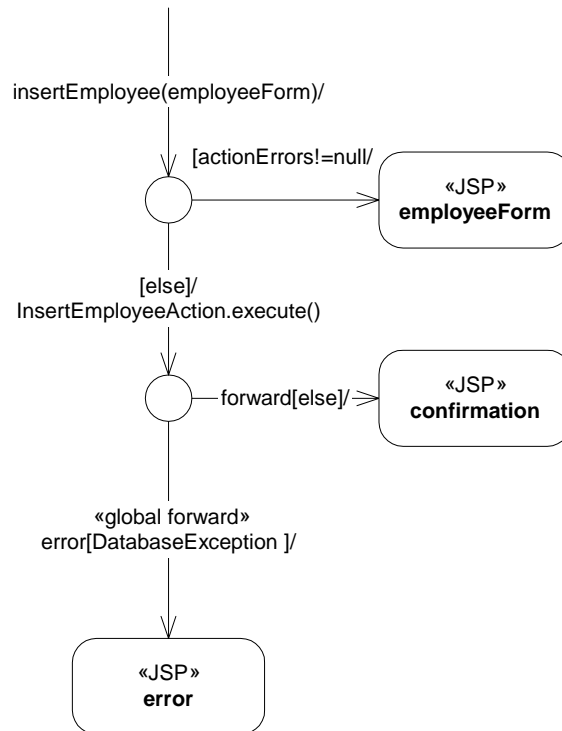 insertEmployee(employeeForm)/
[actionErrors!=null/
«JSP»
employeeForm
[else]/
InsertEmployeeAction.execute()
forward[else]/
«JSP»
confirmation
«global forward»
error[DatabaseException ]/
«JSP»
error